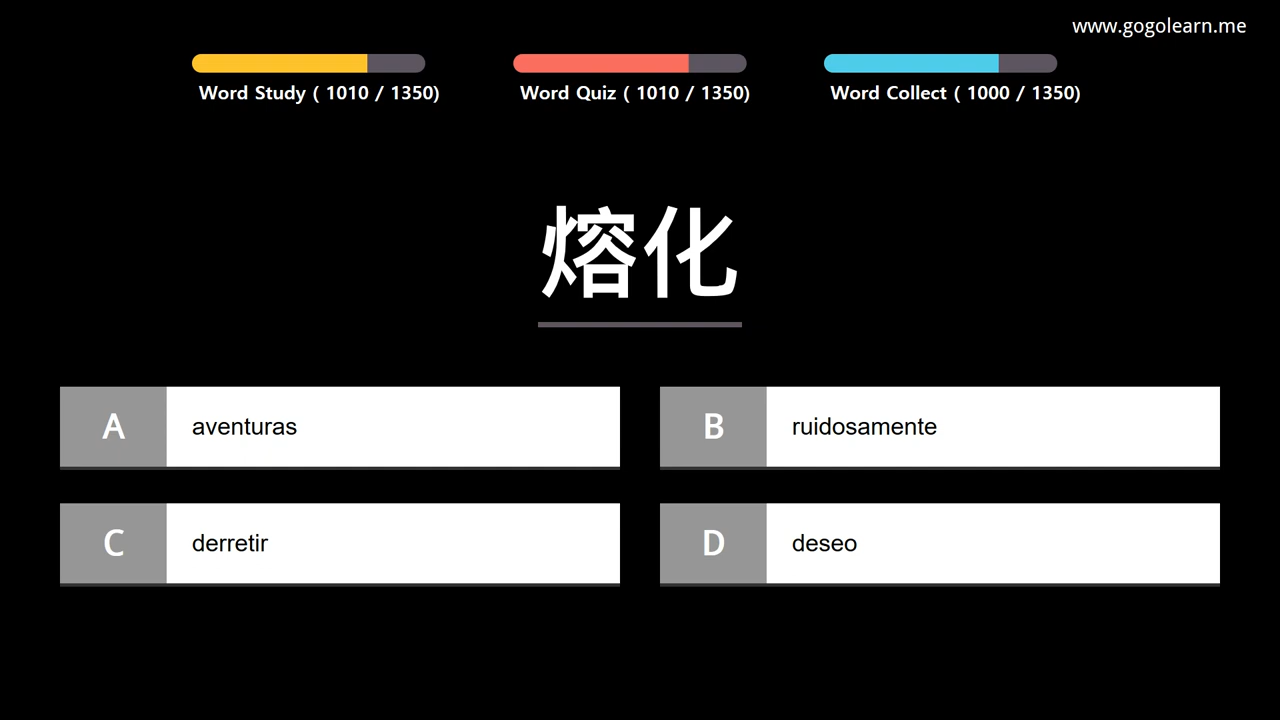 www.gogolearn.me
Word Study ( 1010 / 1350)
Word Quiz ( 1010 / 1350)
Word Collect ( 1000 / 1350)
熔化
A aventuras
B ruidosamente
C derretir
D deseo